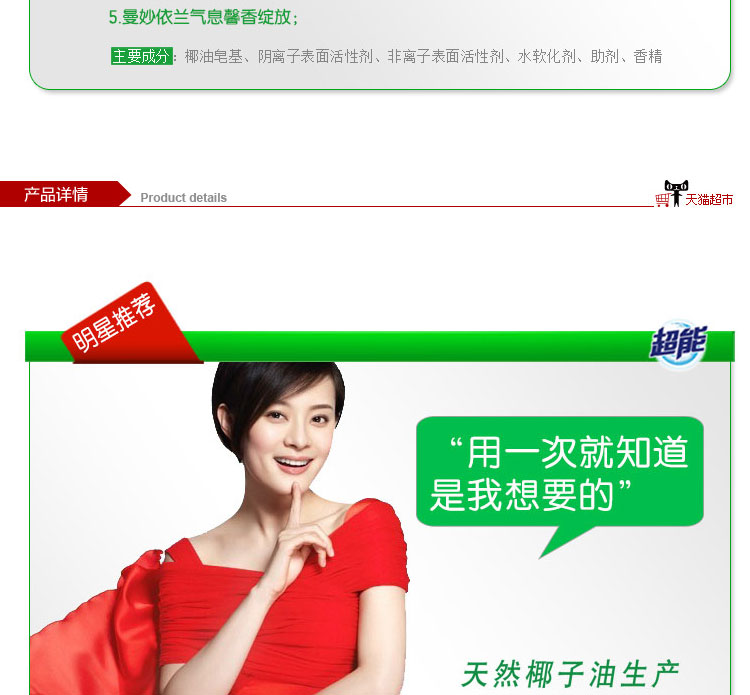 5.曼妙依兰气息馨香绽放；
主要成分：椰油皂基、阴离子表面活性剂、非离子表面活性剂、水软化剂、助剂、香精
产品详情
Product details
天猫超市
明星推荐
超能
“用一次就知道
是我想要的”
天然椰子油生产